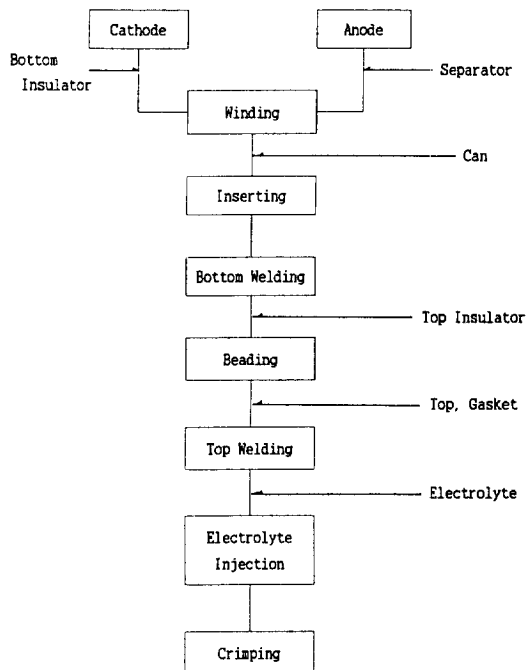 Cathode
Anode
Bottom
Insulator
Separator
Winding
Can
Inserting
Bottom Welding
Top Insulator
Beading
Top, Gasket
Top Welding
Electrolyte
Electrolyte
Injection
Crimping